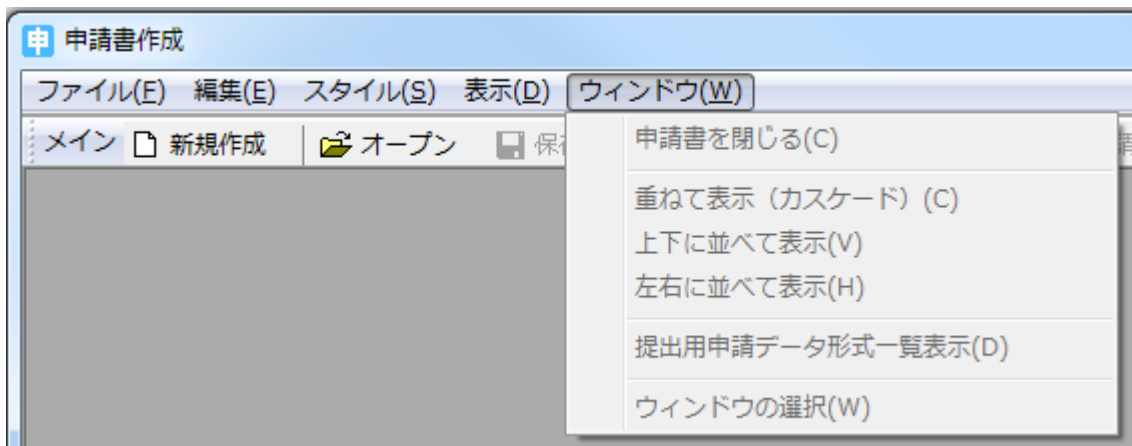 申 申請書作成
ファイル(F) 編集(E) スタイル(S) 表示(D) ウィンドウ(W)
メイン 新規作成 オープン 保
申請書を閉じる(C)
重ねて表示（カスケード）(C)
上下に並べて表示(V)
左右に並べて表示(H)
提出用申請データ形式一覧表示(D)
ウィンドウの選択(W)